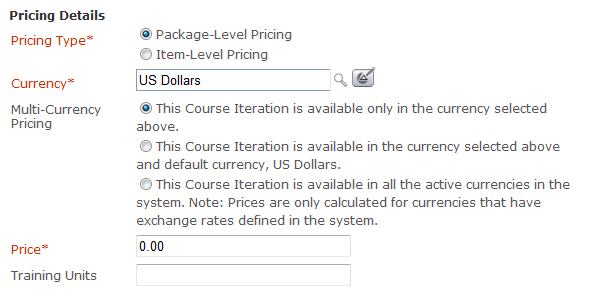 Pricing Details
Pricing Type*
Package-Level Pricing
Item-Level Pricing
Currency*
US Dollars
Multi-Currency
Pricing
This Course Iteration is available only in the currency selected
above.
This Course Iteration is available in the currency selected above
and default currency, US Dollars.
This Course Iteration is available in all the active currencies in the
system. Note: Prices are only calculated for currencies that have
exchange rates defined in the system.
Price*
0.00
Training Units